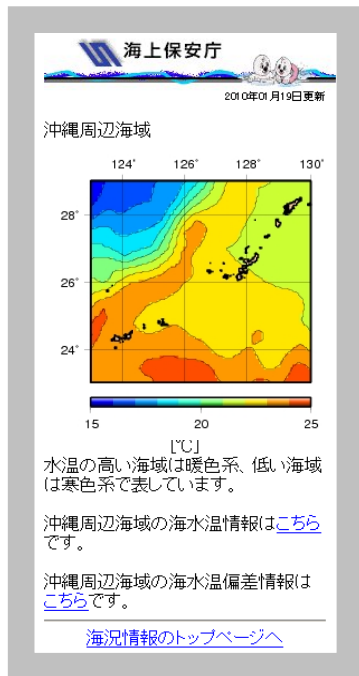 海上保安庁
2010年01月19日更新
沖縄周辺海域
124° 126° 128° 130°
28°
26°
24°
15 20 25
[℃]
水温の高い海域は暖色系、低い海域
は寒色系で表しています。
沖縄周辺海域の海水温情報はこちら
です。
沖縄周辺海域の海水温偏差情報は
こちらです。
海況情報のトップページへ